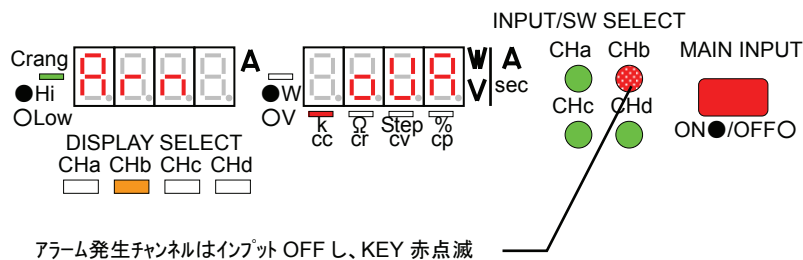 INPUT/SW SELECT
Crang A W A CHa CHb MAIN INPUT
●Hi Arn ●W oUA V sec
○Low ○V k Ω Step % CHc CHd ON●/OFF○
cc cr cv cp
DISPLAY SELECT
CHa CHb CHc CHd
アラーム発生チャンネルはインプット OFF し、KEY 赤点滅